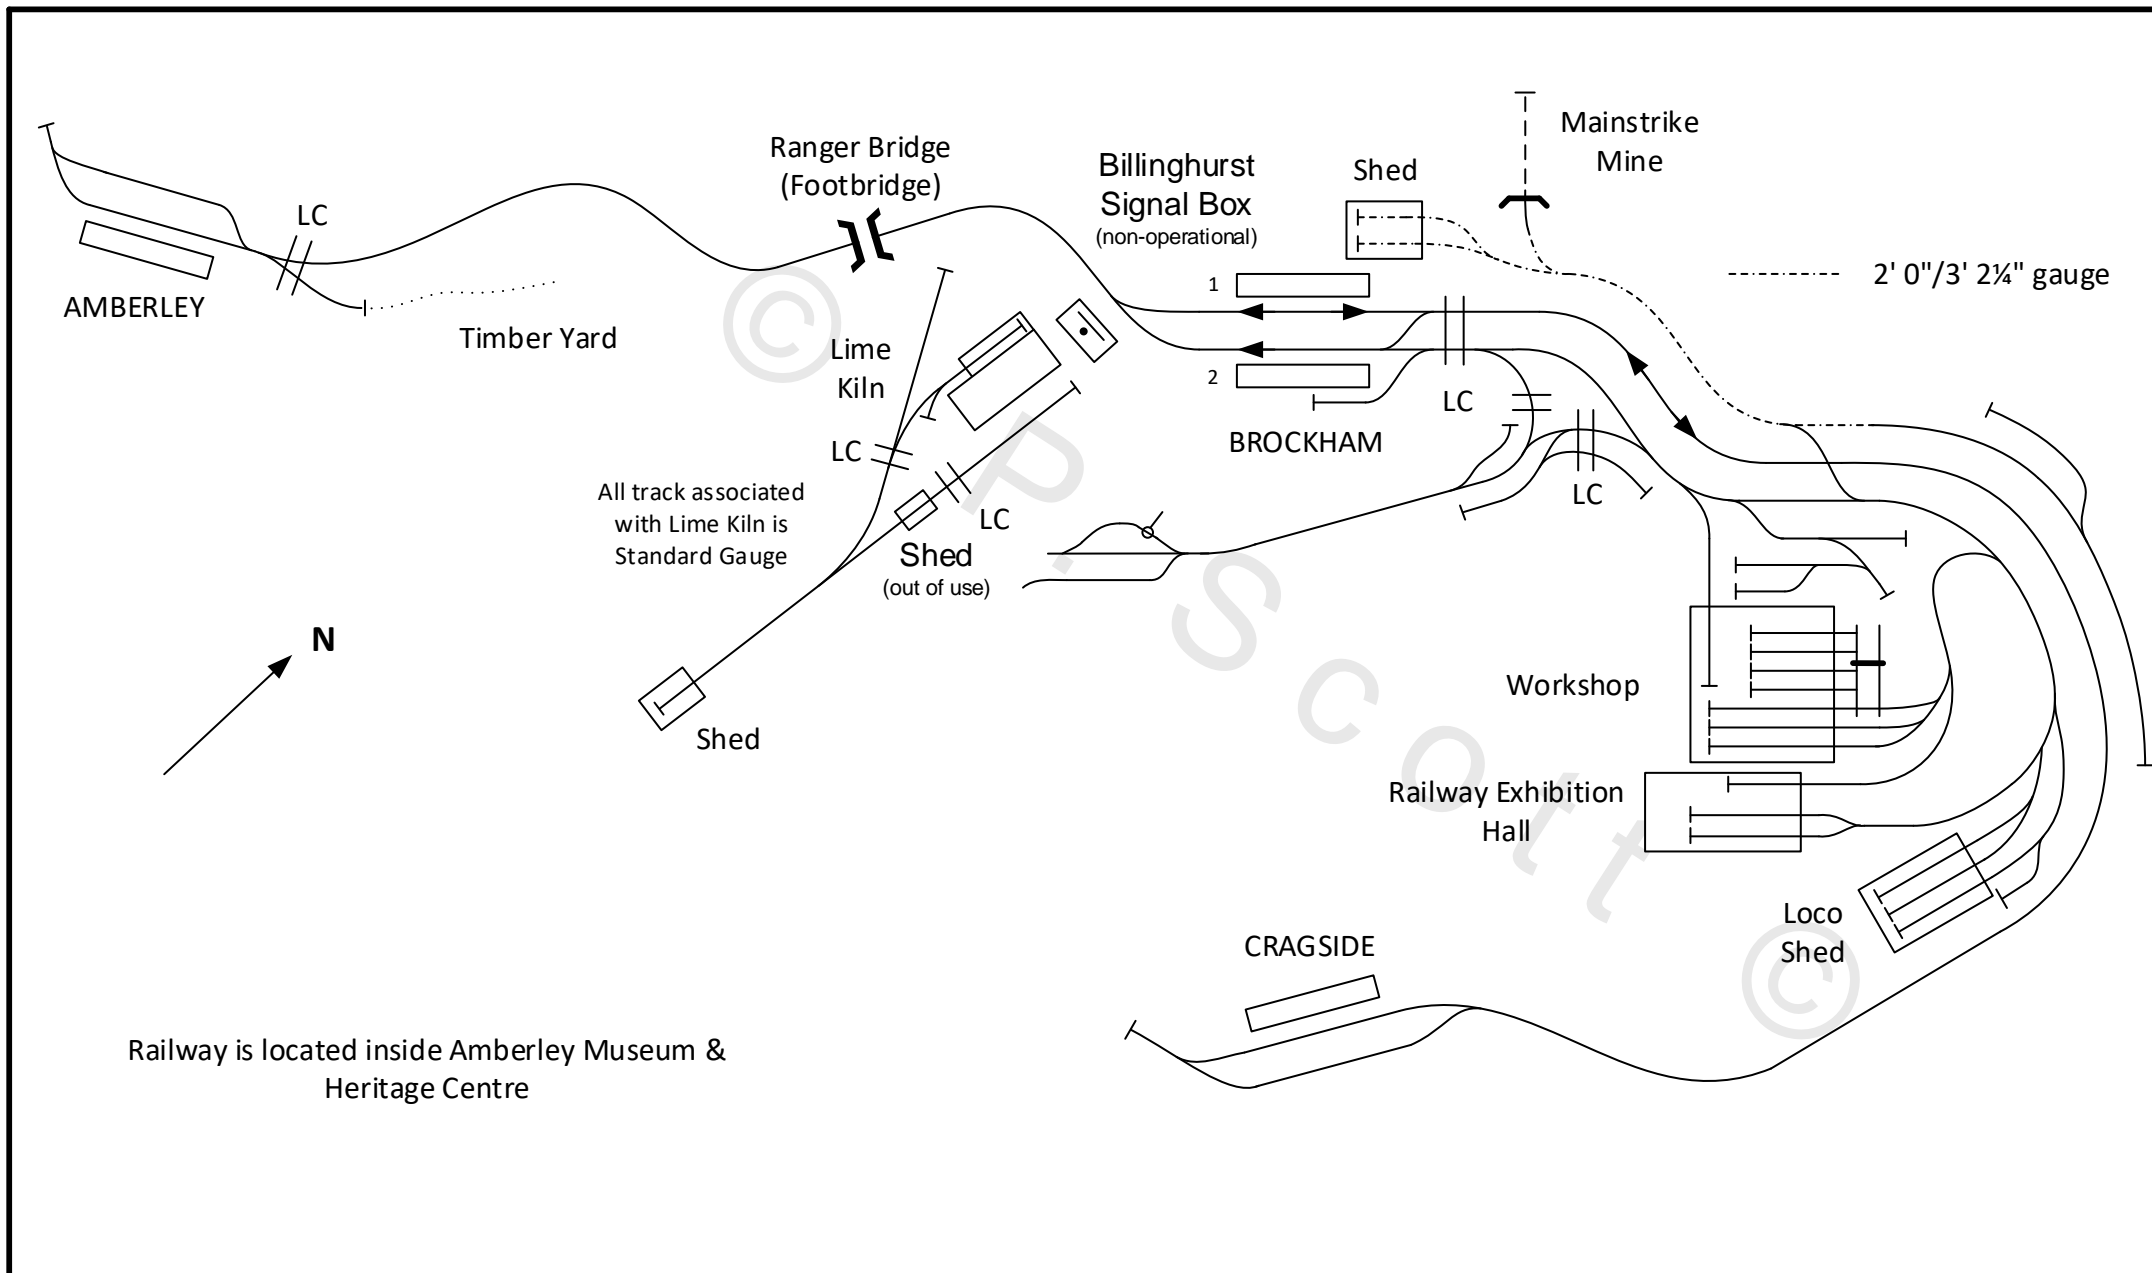 Mainstrike
Mine
Ranger Bridge
(Footbridge)
Billinghurst
Signal Box
(non-operational)
Shed
LC
AMBERLEY
Timber Yard
1
2' 0"/3' 2¼" gauge
Lime
Kiln
2
LC
BROCKHAM
LC
All track associated
with Lime Kiln is
Standard Gauge
LC
LC
Shed
(out of use)
N
Workshop
Shed
Railway Exhibition
Hall
Loco
Shed
CRAGSIDE
Railway is located inside Amberley Museum &
Heritage Centre
© P. Scott ©